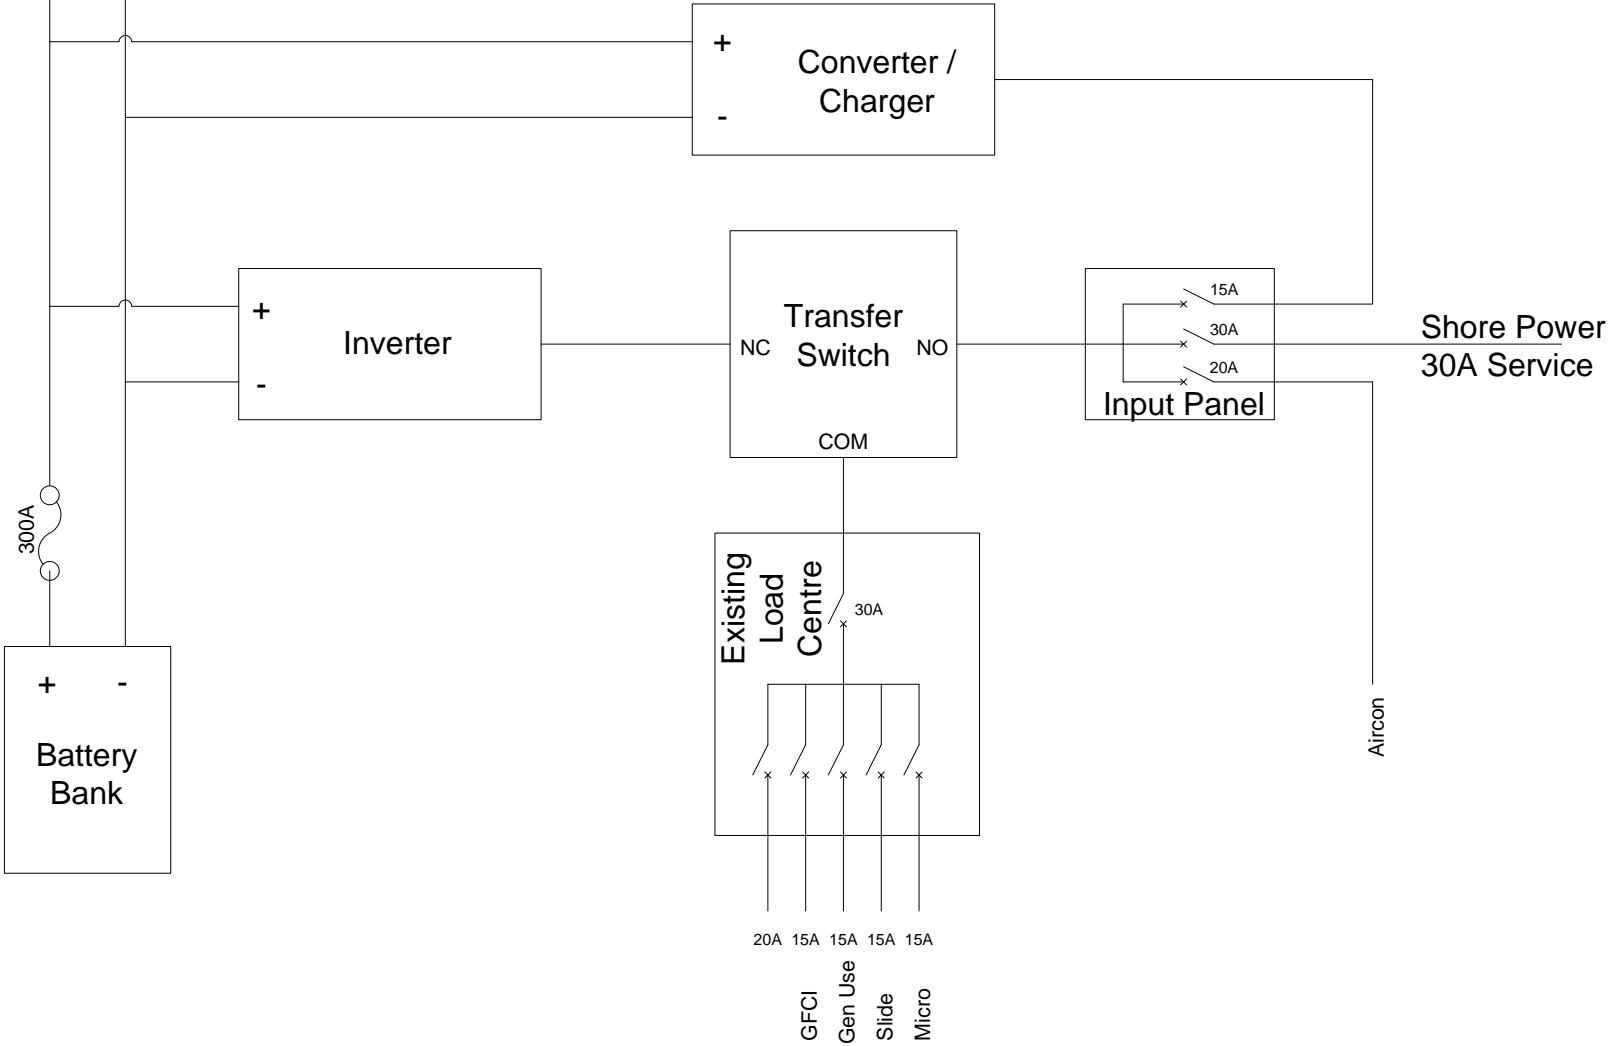 +
-
Converter /
Charger
+
-
Inverter
NC
Transfer
Switch
NO
COM
15A
30A
20A
Input Panel
Shore Power
30A Service
300A
Existing
Load
Centre
30A
+ -
Battery
Bank
Aircon
20A 15A 15A 15A 15A
GFCI
Gen Use
Slide
Micro